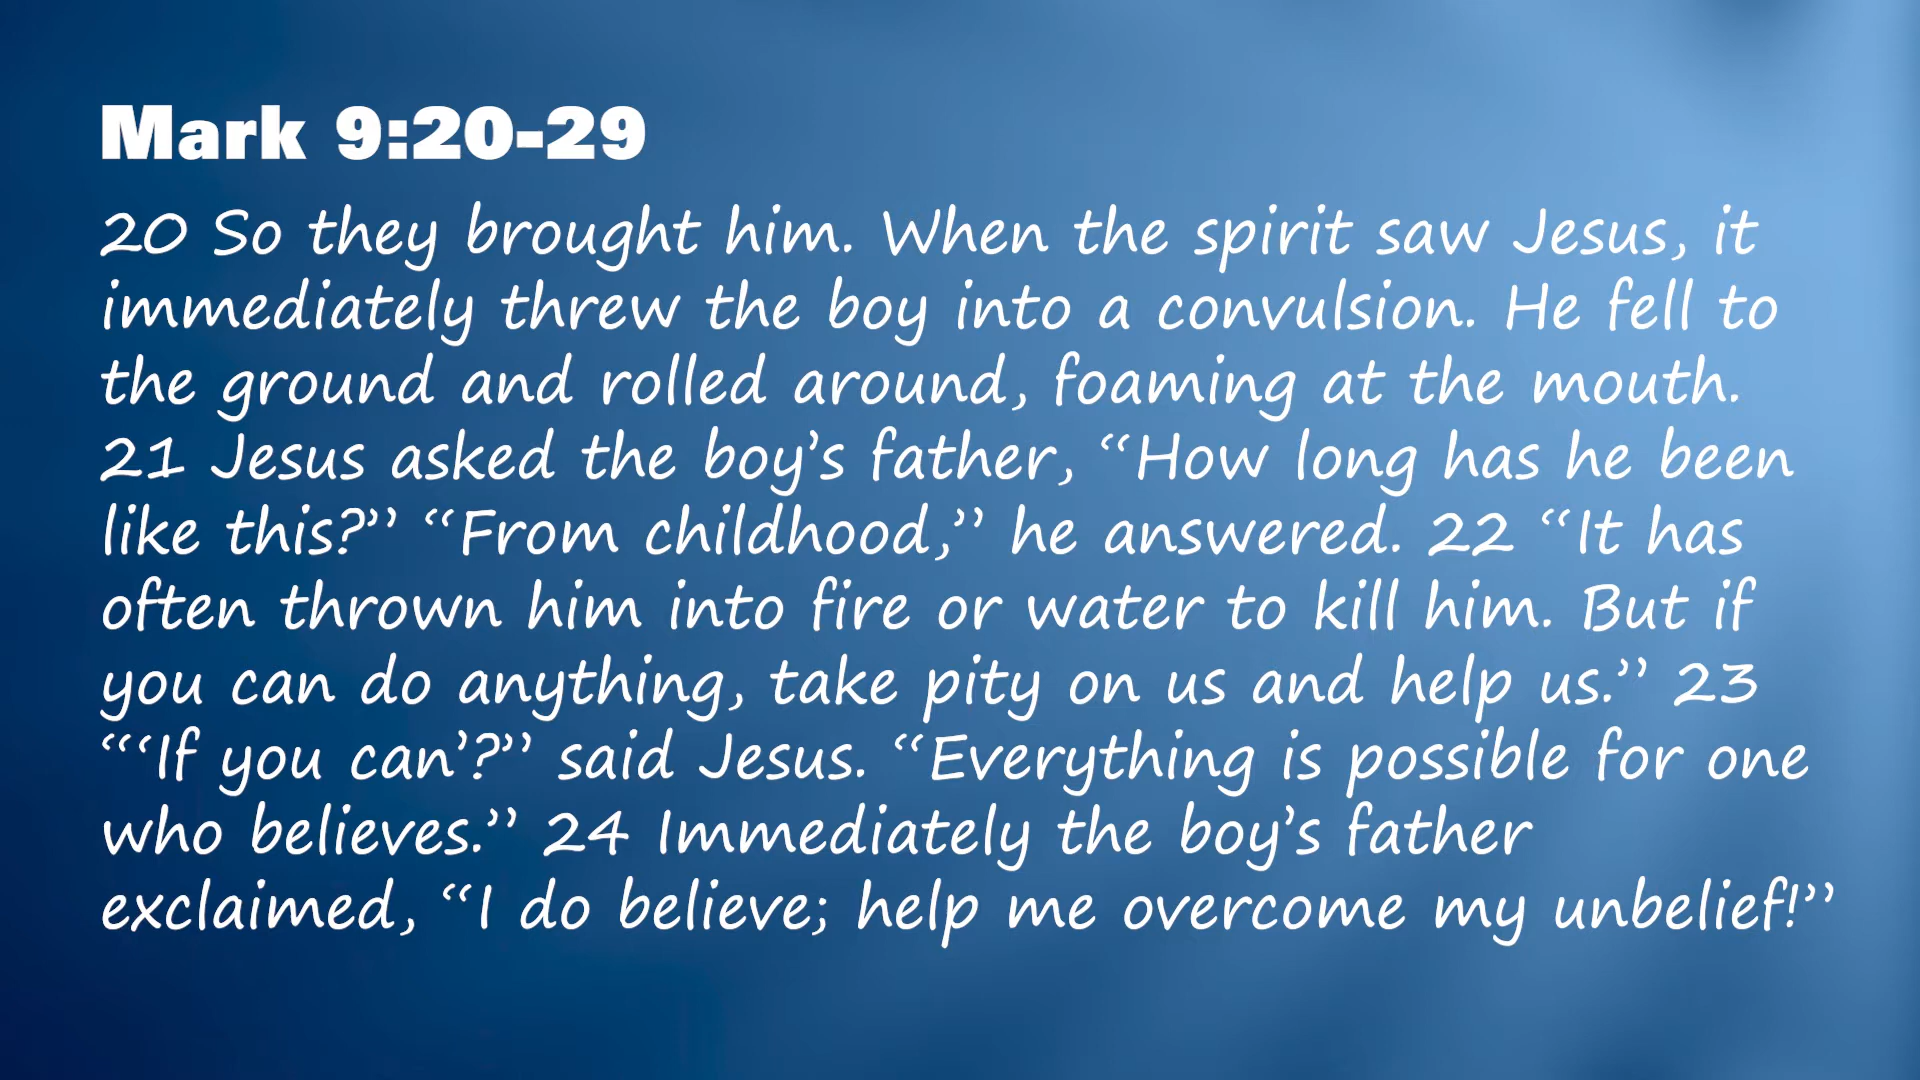 Mark 9:20-29
20 So they brought him. When the spirit saw Jesus, it
immediately threw the boy into a convulsion. He fell to
the ground and rolled around, foaming at the mouth.
21 Jesus asked the boy’s father, “How long has he been
like this?” “From childhood,” he answered. 22 “It has
often thrown him into fire or water to kill him. But if
you can do anything, take pity on us and help us.” 23
“‘If you can’?” said Jesus. “Everything is possible for one
who believes.” 24 Immediately the boy’s father
exclaimed, “I do believe; help me overcome my unbelief!”